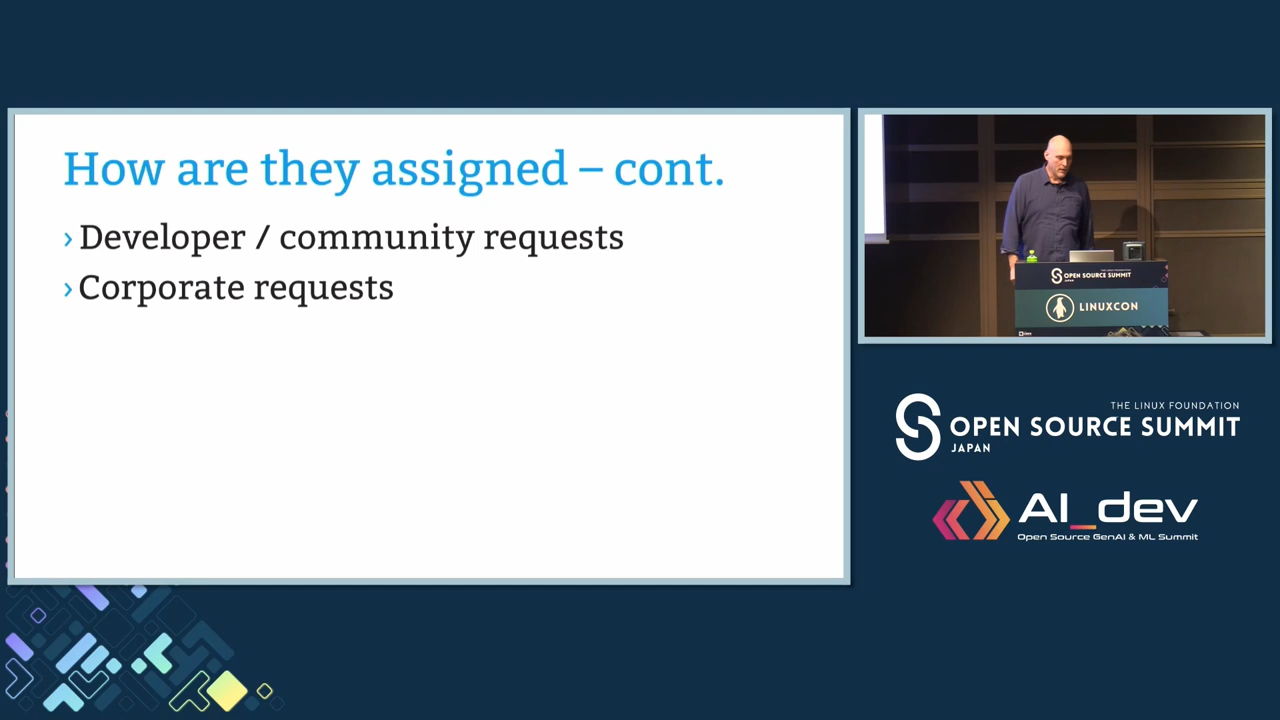 How are they assigned – cont.
› Developer / community requests
› Corporate requests
OPEN SOURCE SUMMIT
JAPAN
LINUXCON
THE LINUX FOUNDATION
OPEN SOURCE SUMMIT
JAPAN
AI_dev
Open Source GenAI & ML Summit